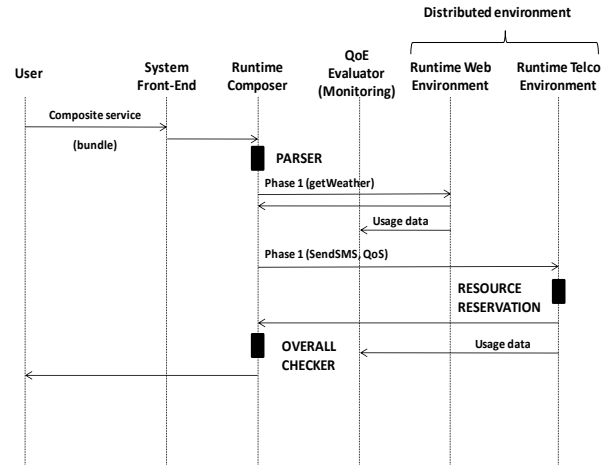 Distributed environment
User
System
Front-End
Runtime
Composer
QoE
Evaluator
(Monitoring)
Runtime Web
Environment
Runtime Telco
Environment
Composite service
(bundle)
PARSER
Phase 1 (getWeather)
Usage data
Phase 1 (SendSMS, QoS)
RESOURCE
RESERVATION
OVERALL
CHECKER
Usage data